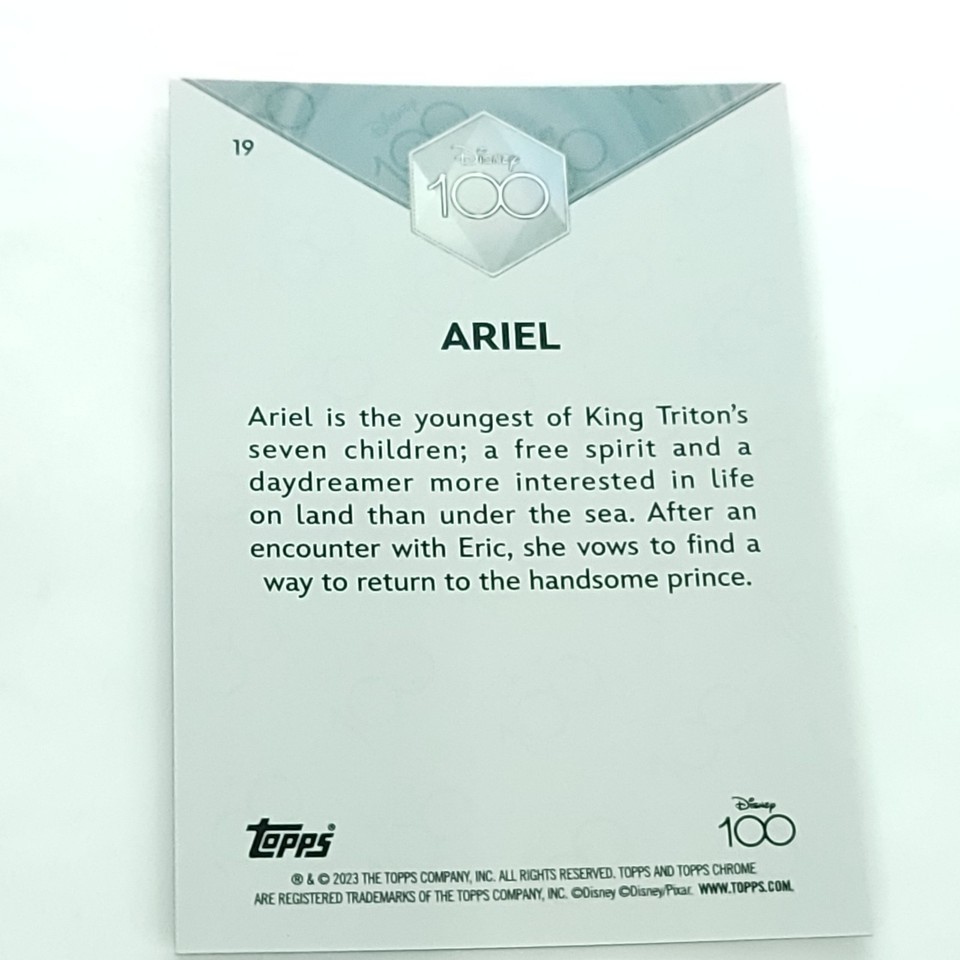 19
Disney
100
ARIEL
Ariel is the youngest of King Triton's
seven children; a free spirit and a
daydreamer more interested in life
on land than under the sea. After an
encounter with Eric, she vows to find a
way to return to the handsome prince.
Topps®
Disney
100
® & © 2023 THE TOPPS COMPANY, INC. ALL RIGHTS RESERVED. TOPPS AND TOPPS CHROME
ARE REGISTERED TRADEMARKS OF THE TOPPS COMPANY, INC. ©Disney ©Disney/Pixar. WWW.TOPPS.COM.